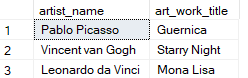 artist_name art_work_title
1 Pablo Picasso Guernica
2 Vincent van Gogh Starry Night
3 Leonardo da Vinci Mona Lisa